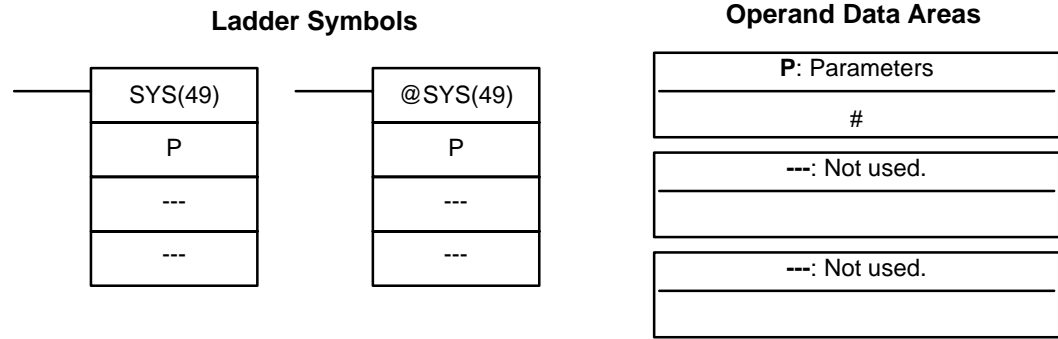 Ladder Symbols
SYS(49)
P
---
---
@SYS(49)
P
---
---
Operand Data Areas
P: Parameters
#
---: Not used.
---: Not used.